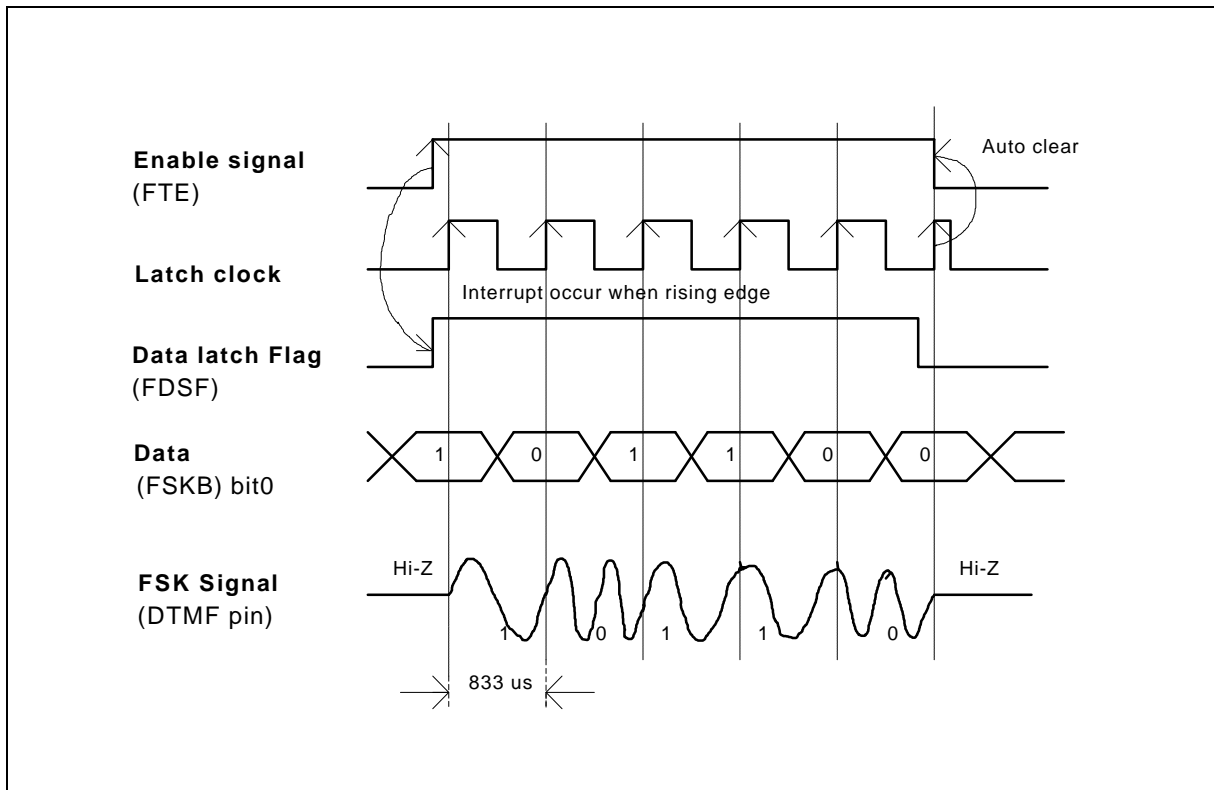 Enable signal
(FTE)
Auto clear
Latch clock
Interrupt occur when rising edge
Data latch Flag
(FDSF)
Data
(FSKB) bit0
1 0 1 1 0 0
FSK Signal
(DTMF pin)
Hi-Z
Hi-Z
1 0 1 1 0
833 us